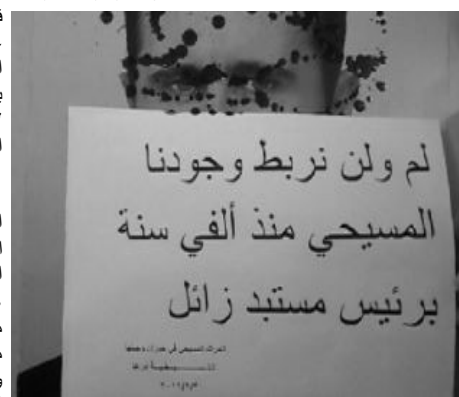 لم ولن نربط وجودنا
المسيحي منذ ألفي سنة
برئيس مستبد زائل